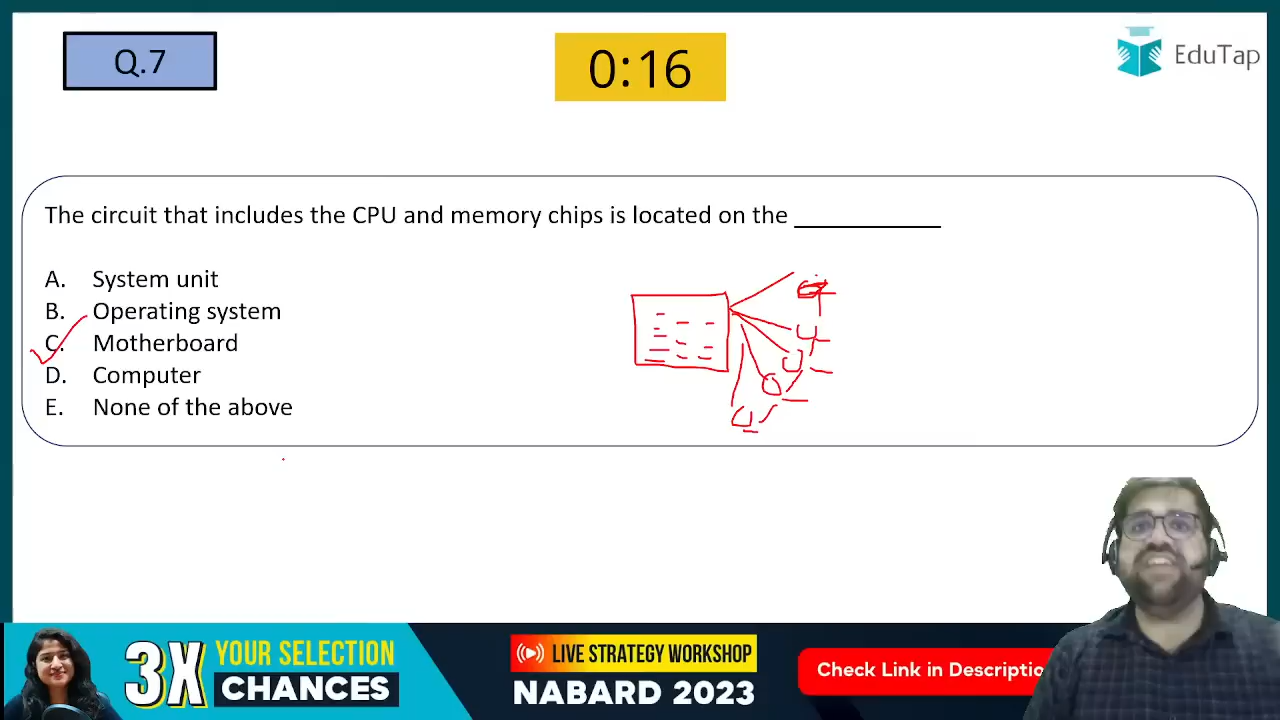 Q.7
0:16
EduTap
The circuit that includes the CPU and memory chips is located on the ___________
A. System unit
B. Operating system
C. Motherboard
D. Computer
E. None of the above
3X YOUR SELECTION
CHANCES
LIVE STRATEGY WORKSHOP
NABARD 2023
Check Link in Descriptio